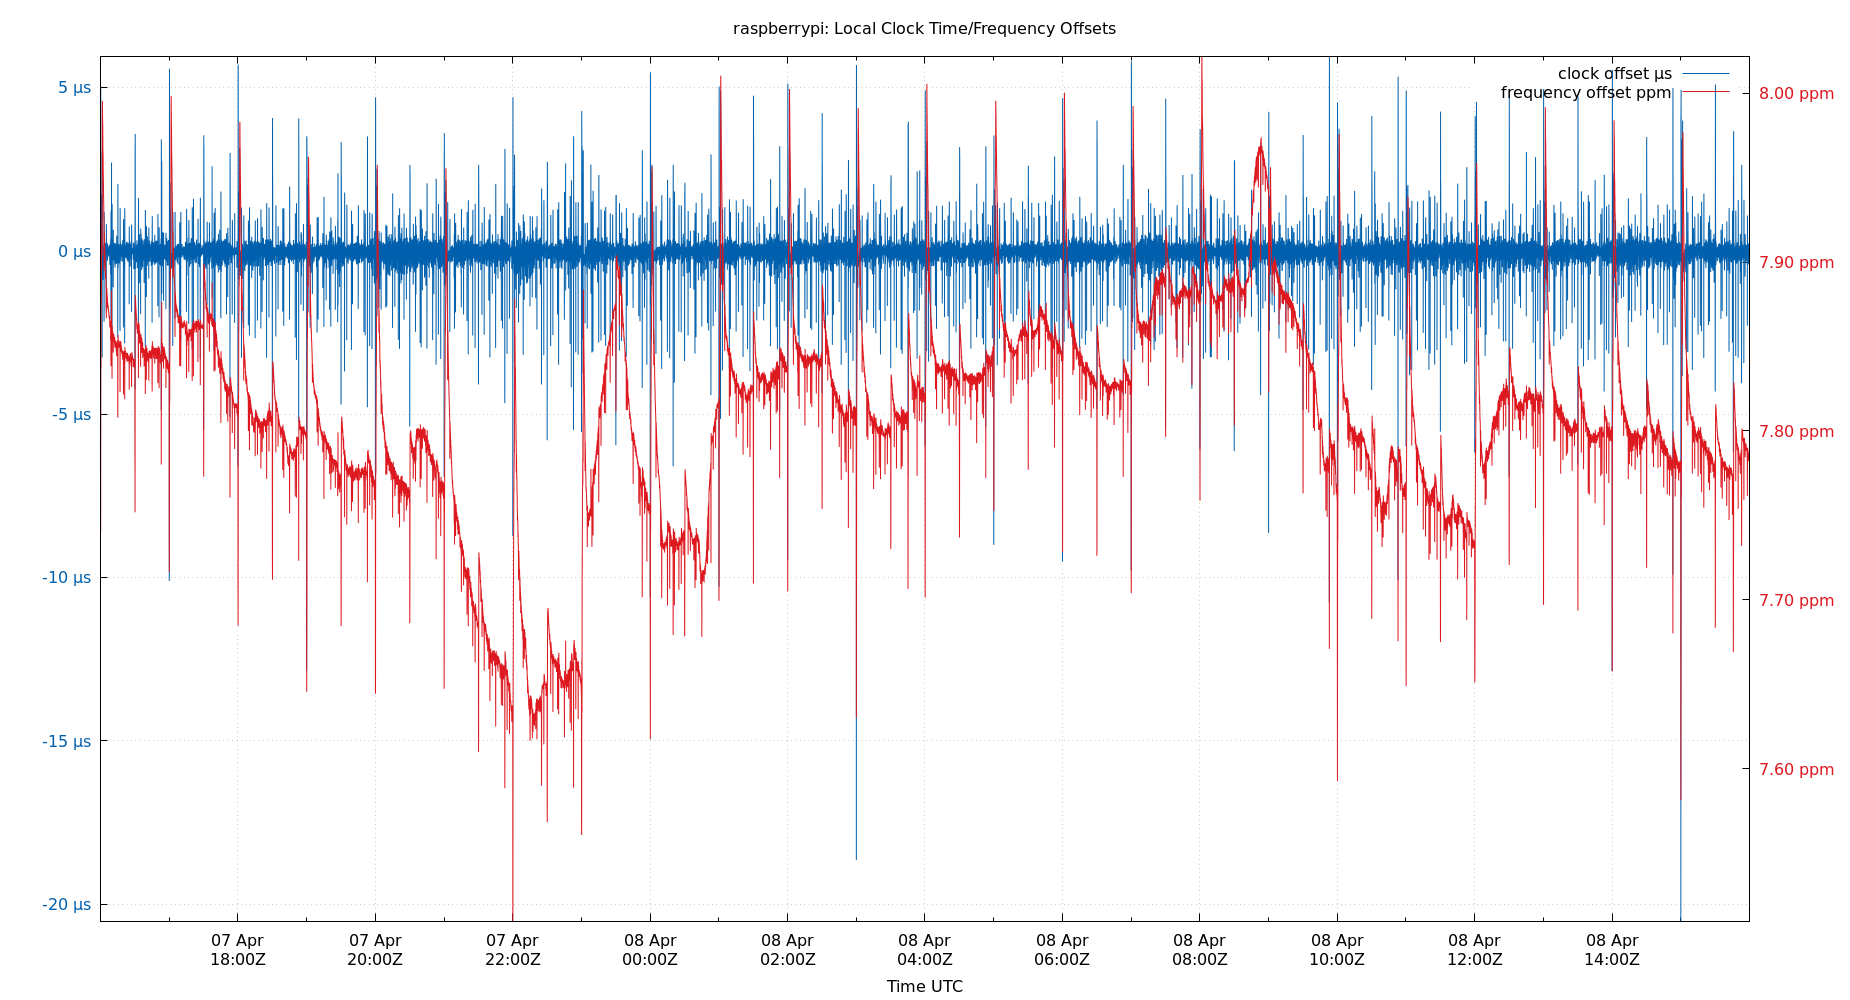 raspberrypi: Local Clock Time/Frequency Offsets
clock offset µs
frequency offset ppm
5 µs
0 µs
-5 µs
-10 µs
-15 µs
-20 µs
8.00 ppm
7.90 ppm
7.80 ppm
7.70 ppm
7.60 ppm
07 Apr 07 Apr 07 Apr 08 Apr 08 Apr 08 Apr 08 Apr 08 Apr 08 Apr 08 Apr 08 Apr
18:00Z 20:00Z 22:00Z 00:00Z 02:00Z 04:00Z 06:00Z 08:00Z 10:00Z 12:00Z 14:00Z
Time UTC